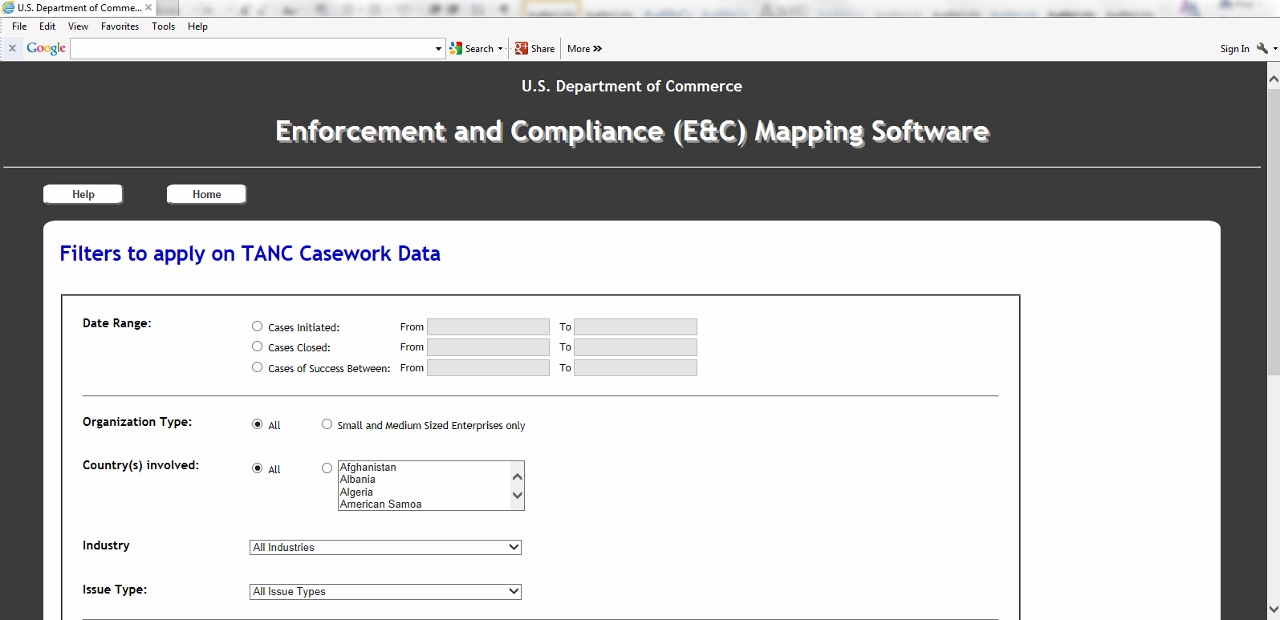 U.S. Department of Comme...
File Edit View Favorites Tools Help
Google Search Share More »
Sign In
U.S. Department of Commerce
Enforcement and Compliance (E&C) Mapping Software
Help Home
Filters to apply on TANC Casework Data
Date Range:
Cases Initiated: From To
Cases Closed: From To
Cases of Success Between: From To
Organization Type: All Small and Medium Sized Enterprises only
Country(s) involved: All
Afghanistan
Albania
Algeria
American Samoa
Industry All Industries
Issue Type: All Issue Types